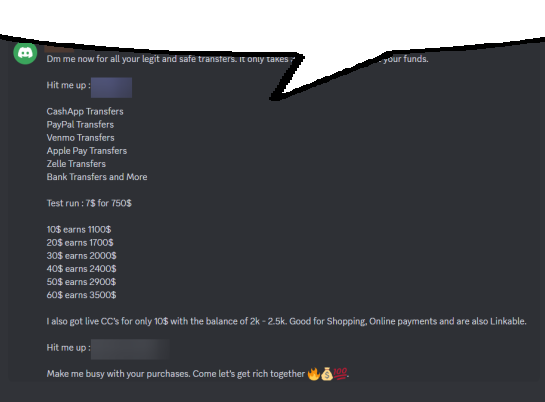 Dm me now for all your legit and safe transfers. It only takes your funds.
Hit me up :
CashApp Transfers
PayPal Transfers
Venmo Transfers
Apple Pay Transfers
Zelle Transfers
Bank Transfers and More
Test run : 7$ for 750$
10$ earns 1100$
20$ earns 1700$
30$ earns 2000$
40$ earns 2400$
50$ earns 2900$
60$ earns 3500$
I also got live CC's for only 10$ with the balance of 2k - 2.5k. Good for Shopping, Online payments and are also Linkable.
Hit me up :
Make me busy with your purchases. Come let's get rich together 🔥💰💯.